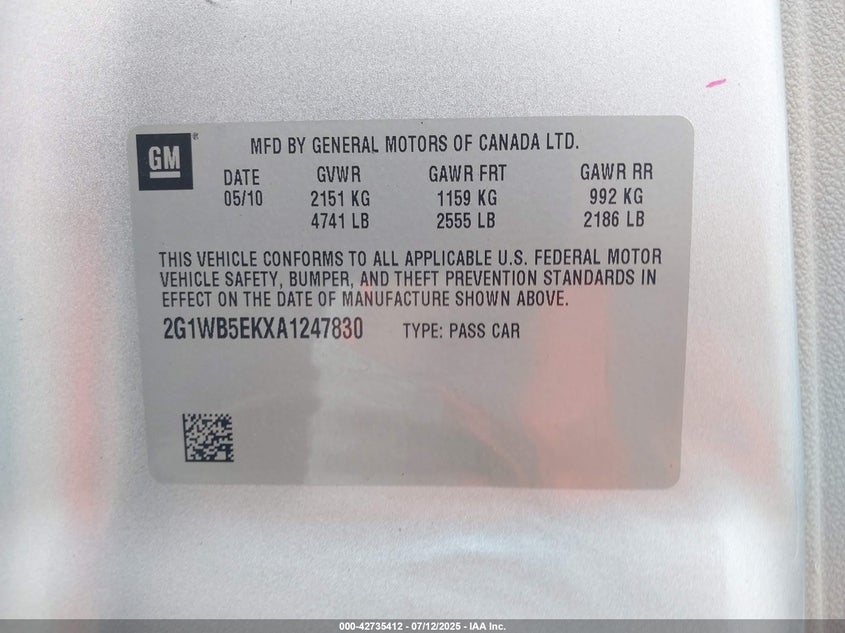 GM®
MFD BY GENERAL MOTORS OF CANADA LTD.
DATE GVWR GAWR FRT GAWR RR
05/10 2151 KG 1159 KG 992 KG
4741 LB 2555 LB 2186 LB
THIS VEHICLE CONFORMS TO ALL APPLICABLE U.S. FEDERAL MOTOR
VEHICLE SAFETY, BUMPER, AND THEFT PREVENTION STANDARDS IN
EFFECT ON THE DATE OF MANUFACTURE SHOWN ABOVE.
2G1WB5EKXA1247830 TYPE: PASS CAR
000-42735412 - 07/12/2025 - IAA Inc.